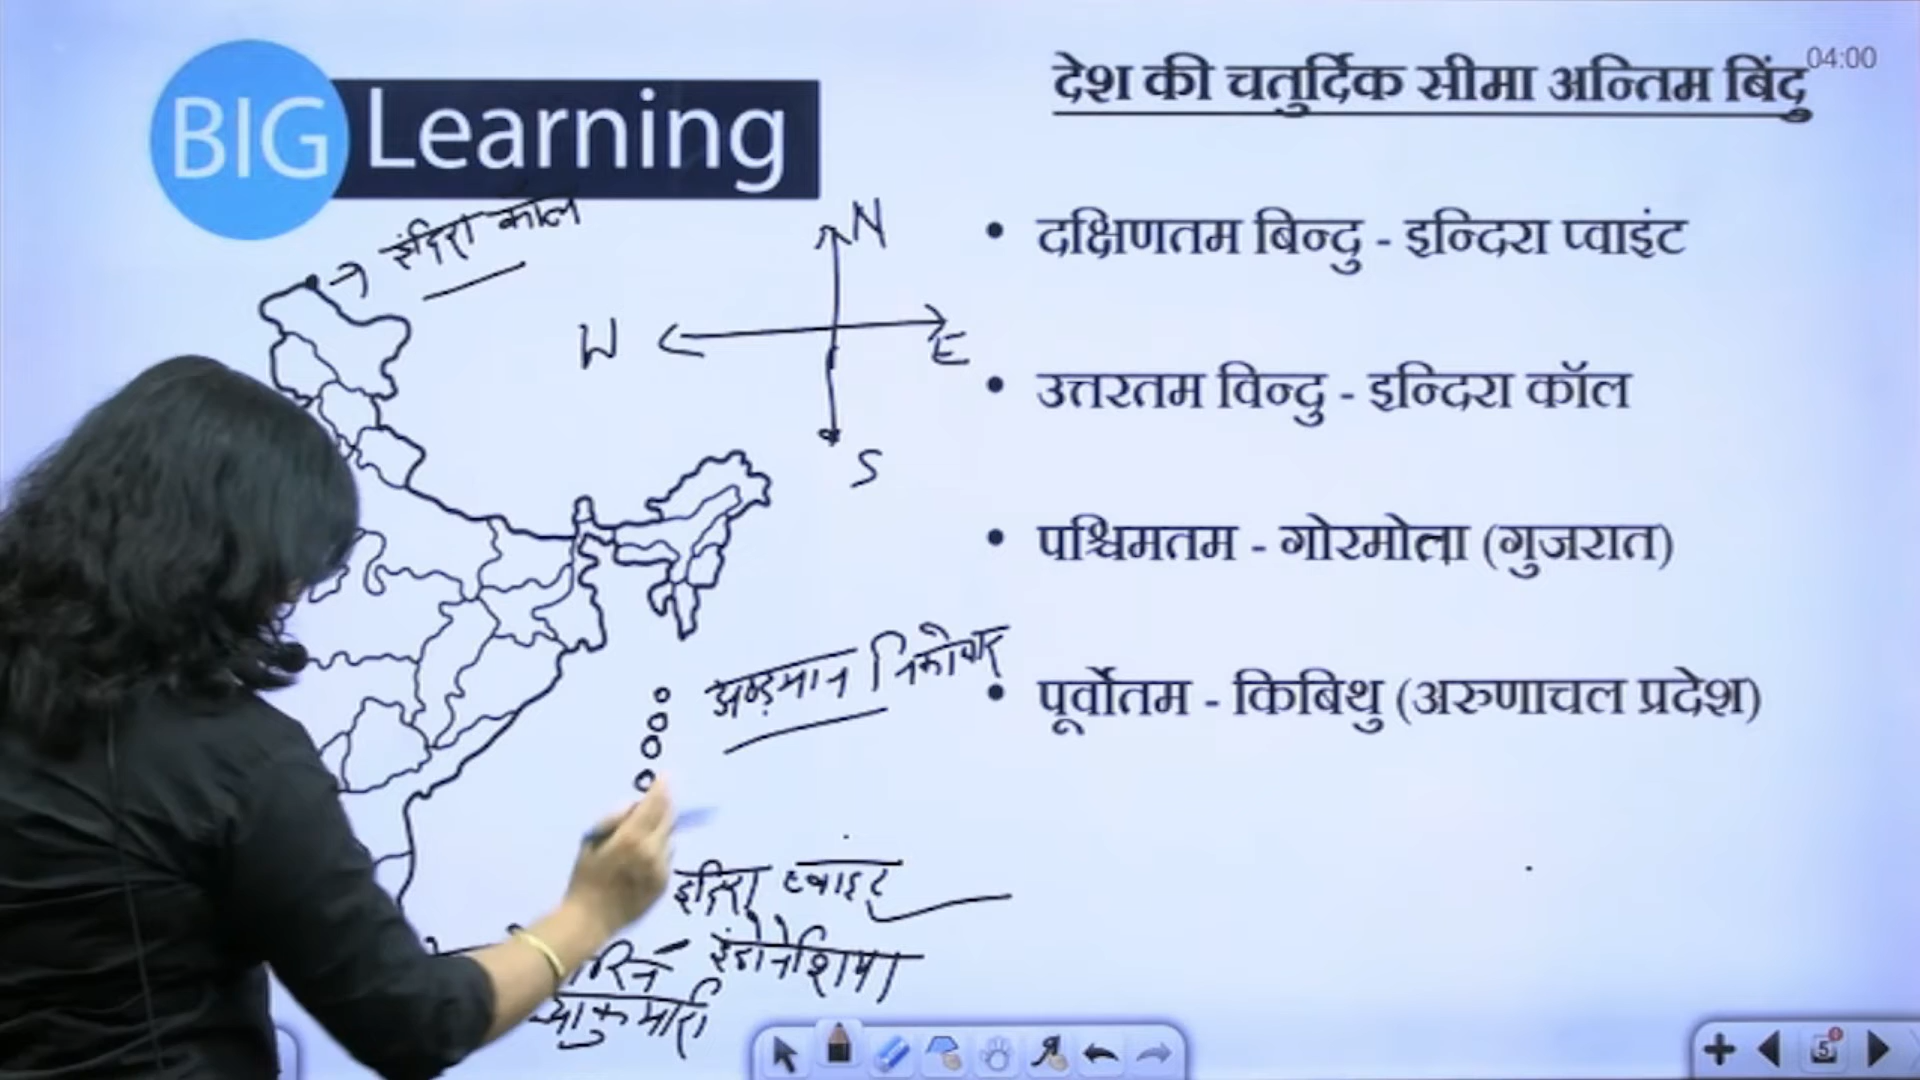 BIG Learning
देश की चतुर्दिक सीमा अन्तिम बिंदु
04:00
इंदिरा कॉल
N
W
E
S
• दक्षिणतम बिन्दु - इन्दिरा प्वाइंट
• उत्तरतम विन्दु - इन्दिरा कॉल
• पश्चिमतम - गोरमोला (गुजरात)
• पूर्वोतम - किबिथु (अरुणाचल प्रदेश)
अण्डमान निकोबार
इंदिरा प्वाइंट
इंडोनेशिया
5